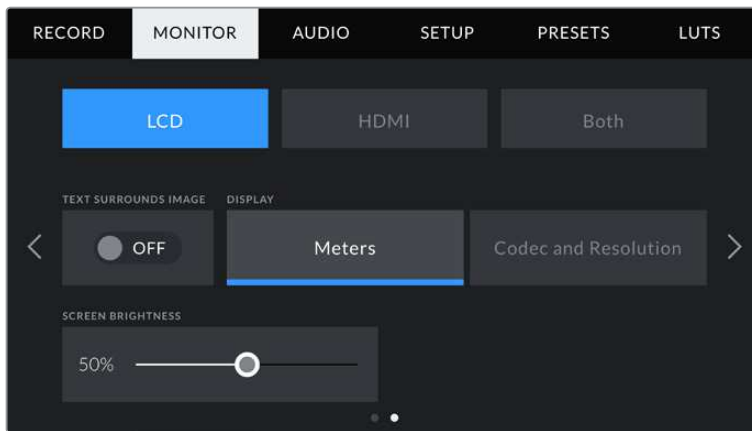 RECORD MONITOR AUDIO SETUP PRESETS LUTS
LCD HDMI Both
TEXT SURROUNDS IMAGE DISPLAY
OFF Meters Codec and Resolution
SCREEN BRIGHTNESS
50%